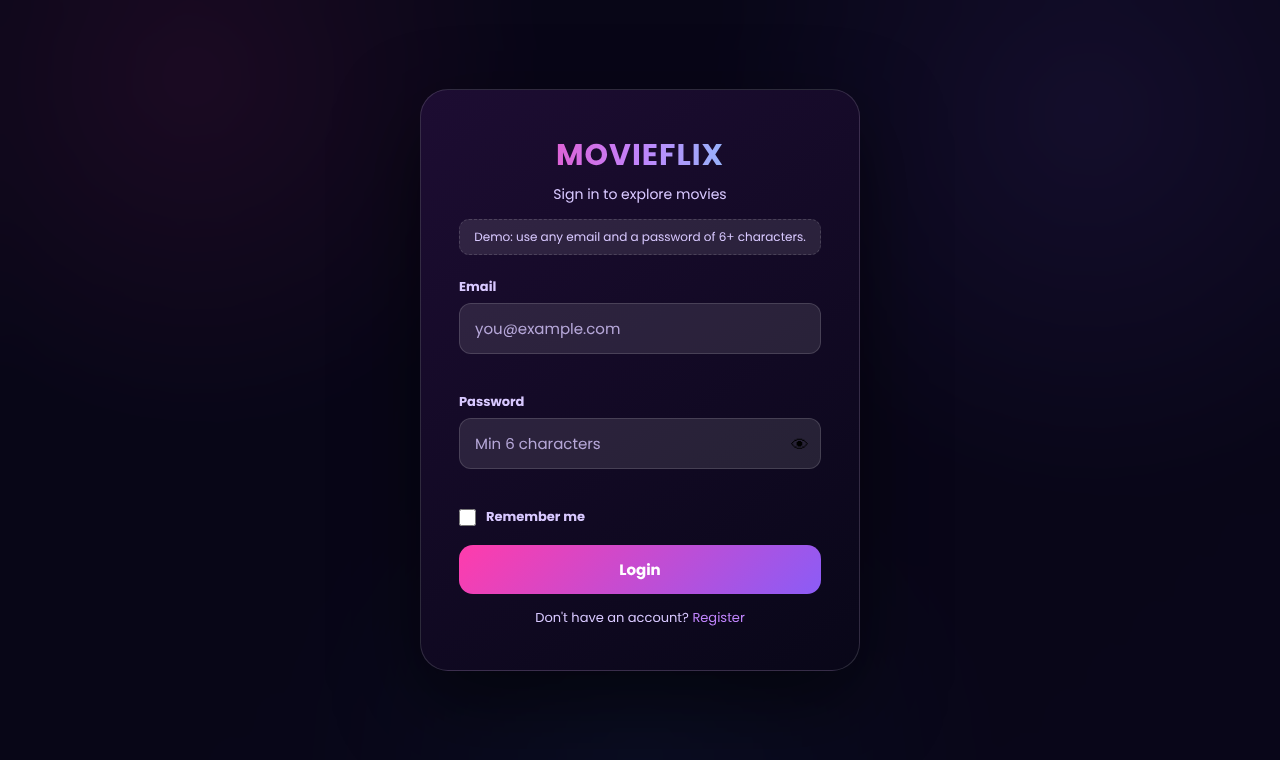 MOVIEFLIX
Sign in to explore movies
Demo: use any email and a password of 6+ characters.
Email
you@example.com
Password
Min 6 characters
Remember me
Login
Don't have an account? Register